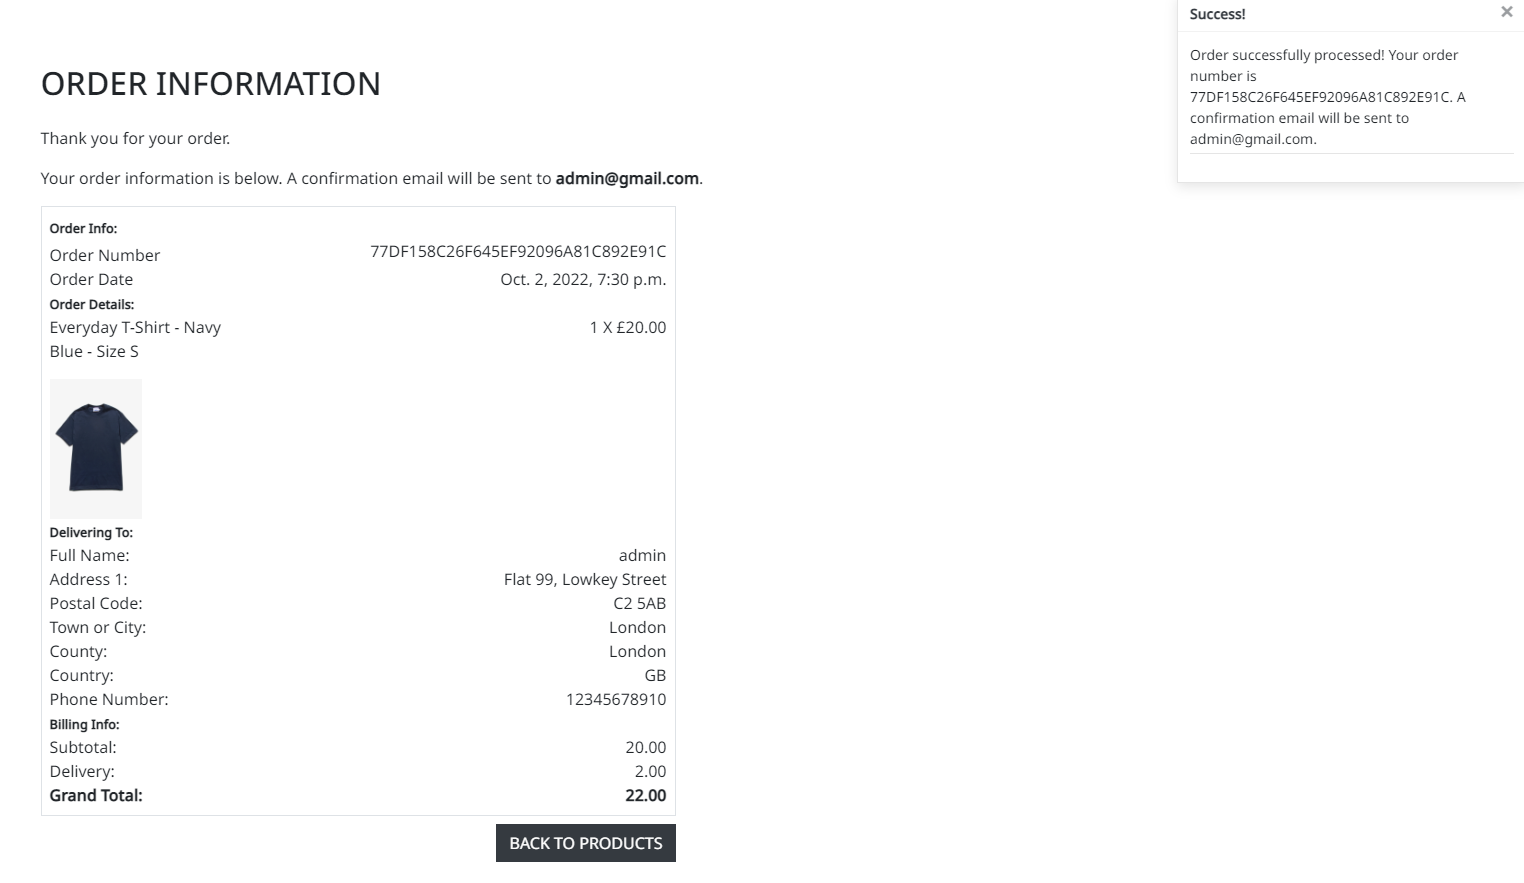 Success!
×
Order successfully processed! Your order
number is
77DF158C26F645EF92096A81C892E91C. A
confirmation email will be sent to
admin@gmail.com.
ORDER INFORMATION
Thank you for your order.
Your order information is below. A confirmation email will be sent to admin@gmail.com.
Order Info:
Order Number 77DF158C26F645EF92096A81C892E91C
Order Date Oct. 2, 2022, 7:30 p.m.
Order Details:
Everyday T-Shirt - Navy 1 X £20.00
Blue - Size S
Delivering To:
Full Name: admin
Address 1: Flat 99, Lowkey Street
Postal Code: C2 5AB
Town or City: London
County: London
Country: GB
Phone Number: 12345678910
Billing Info:
Subtotal: 20.00
Delivery: 2.00
Grand Total: 22.00
BACK TO PRODUCTS